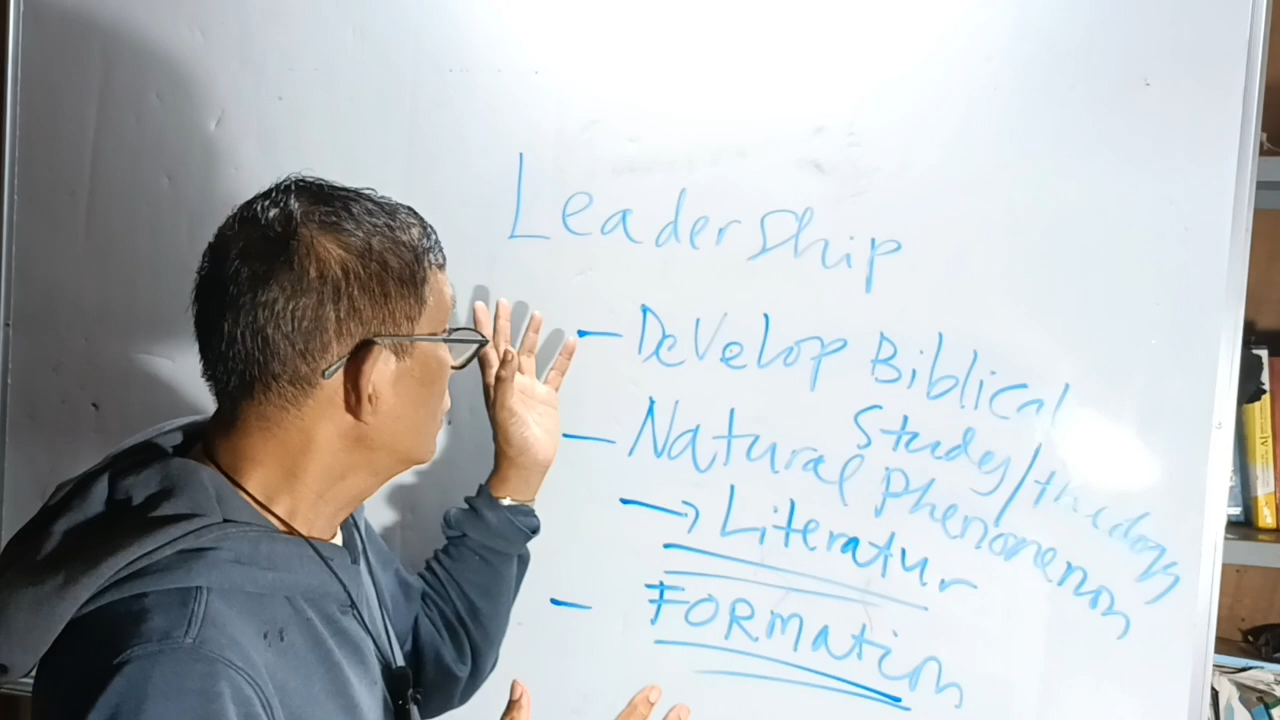 Leadership
- Develop Biblical
Study/theology
- Natural Phenomenon
→ Literatur
- FORmation